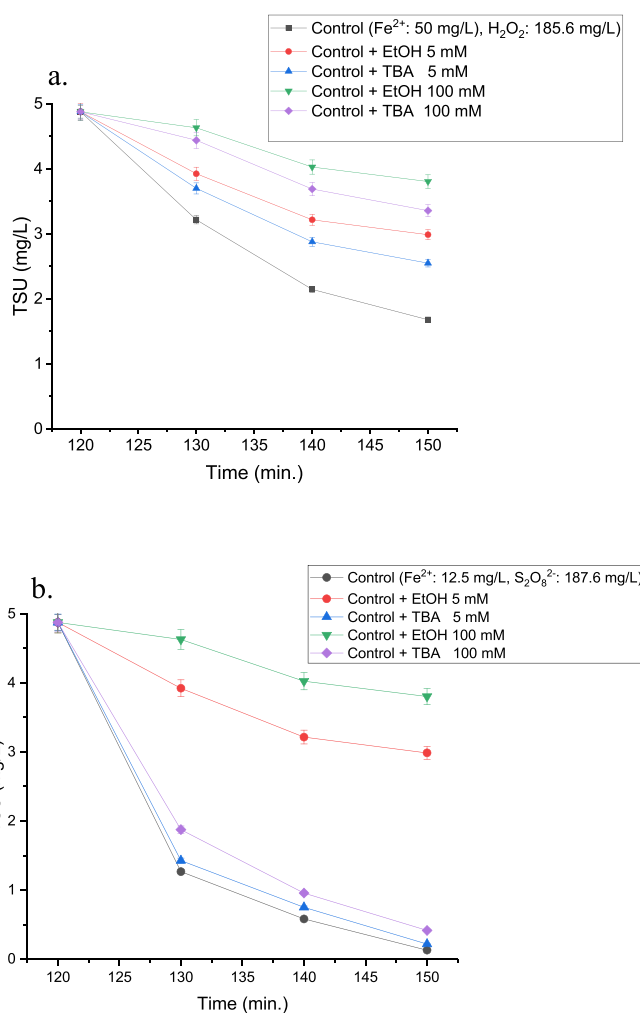 Control (Fe²⁺: 50 mg/L), H₂O₂: 185.6 mg/L)
Control + EtOH 5 mM
Control + TBA 5 mM
Control + EtOH 100 mM
Control + TBA 100 mM
a.
5
4
3
2
1
0
TSU (mg/L)
120 125 130 135 140 145 150
Time (min.)
Control (Fe²⁺: 12.5 mg/L, S₂O₈²⁻: 187.6 mg/L)
Control + EtOH 5 mM
Control + TBA 5 mM
Control + EtOH 100 mM
Control + TBA 100 mM
b.
5
4
3
2
1
0
120 125 130 135 140 145 150
Time (min.)